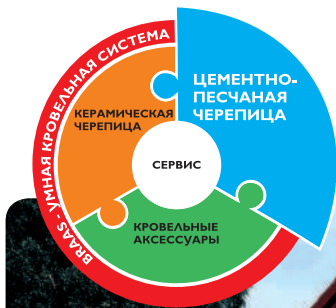 BRAAS - УМНАЯ КРОВЕЛЬНАЯ СИСТЕМА
ЦЕМЕНТНО-
ПЕСЧАНАЯ
ЧЕРЕПИЦА
КЕРАМИЧЕСКАЯ
ЧЕРЕПИЦА
СЕРВИС
КРОВЕЛЬНЫЕ
АКСЕССУАРЫ